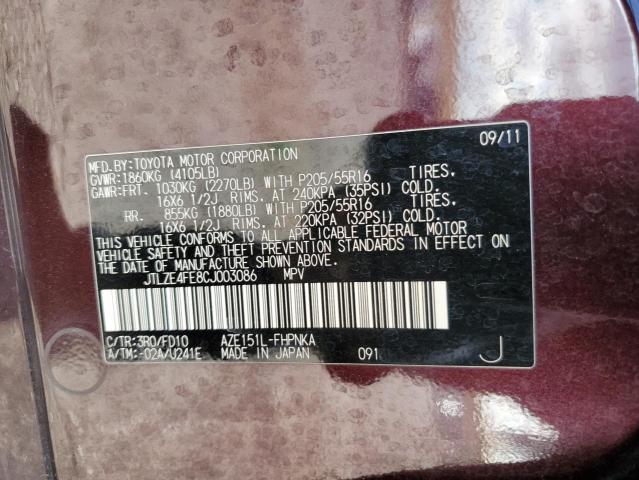 09/11
MFD.BY:TOYOTA MOTOR CORPORATION
GVWR:1860KG (4105LB)
GAWR:FRT. 1030KG (2270LB) WITH P205/55R16 TIRES,
16X6 1/2J RIMS, AT 240KPA (35PSI) COLD.
RR. 855KG (1880LB) WITH P205/55R16 TIRES,
16X6 1/2J RIMS, AT 220KPA (32PSI) COLD.
THIS VEHICLE CONFORMS TO ALL APPLICABLE FEDERAL MOTOR
VEHICLE SAFETY AND THEFT PREVENTION STANDARDS IN EFFECT ON
THE DATE OF MANUFACTURE SHOWN ABOVE.
JTLZE4FE8CJ003086 MPV
C/TR:3R0/FD10 AZE151L-FHPNKA
A/TM:-02A/U241E MADE IN JAPAN 091 J